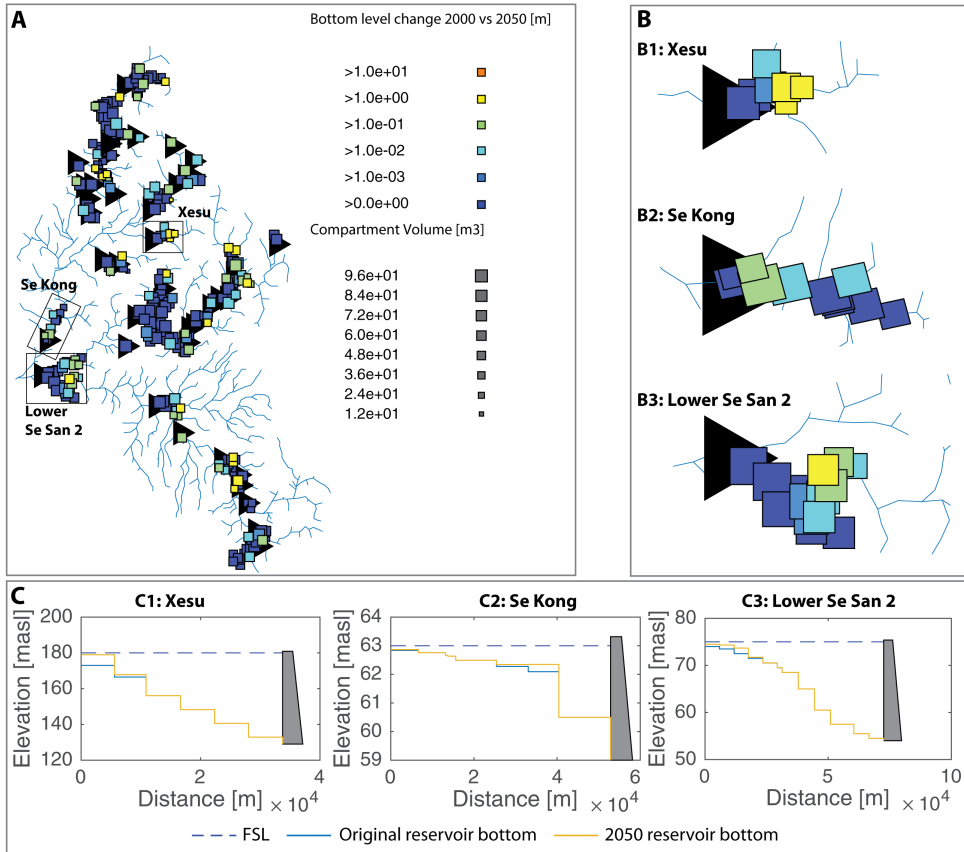 A
Bottom level change 2000 vs 2050 [m]
>1.0e+01
>1.0e+00
>1.0e-01
>1.0e-02
>1.0e-03
>0.0e+00
Compartment Volume [m3]
9.6e+01
8.4e+01
7.2e+01
6.0e+01
4.8e+01
3.6e+01
2.4e+01
1.2e+01
Xesu
Se Kong
Lower
Se San 2
B
B1: Xesu
B2: Se Kong
B3: Lower Se San 2
C
C1: Xesu
Elevation [masl]
200
180
160
140
120
0
2
4
Distance [m]
× 10^4
C2: Se Kong
Elevation [masl]
64
63
62
61
60
59
0
2
4
5
6
Distance [m]
× 10^4
C3: Lower Se San 2
Elevation [masl]
80
70
60
50
0
5
10
Distance [m]
× 10^4
FSL
Original reservoir bottom
2050 reservoir bottom